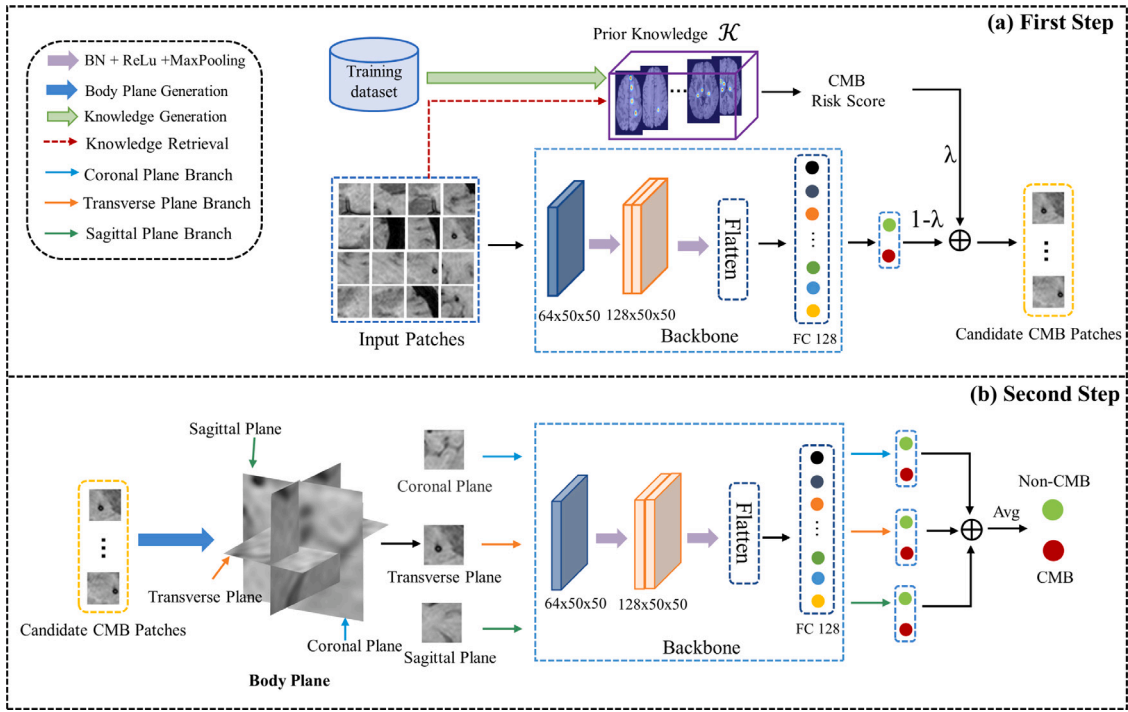 (a) First Step
BN + ReLu +MaxPooling
Body Plane Generation
Knowledge Generation
Knowledge Retrieval
Coronal Plane Branch
Transverse Plane Branch
Sagittal Plane Branch
Training
dataset
Prior Knowledge 𝒦
CMB
Risk Score
λ
1-λ
Input Patches
64x50x50
128x50x50
Flatten
FC 128
Backbone
Candidate CMB Patches
(b) Second Step
Sagittal Plane
Transverse Plane
Coronal Plane
Body Plane
Candidate CMB Patches
Coronal Plane
Transverse Plane
Sagittal Plane
64x50x50
128x50x50
Flatten
FC 128
Backbone
Avg
Non-CMB
CMB